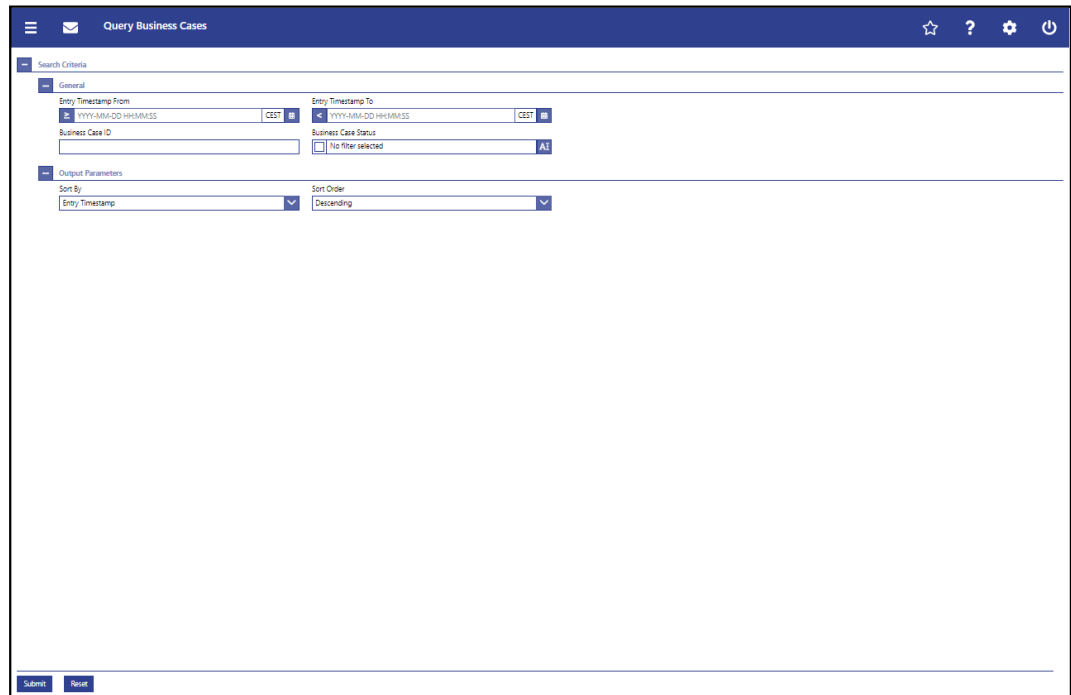 Query Business Cases
?
Search Criteria
General
Entry Timestamp From Entry Timestamp To
≥ YYYY-MM-DD HH:MM:SS CEST < YYYY-MM-DD HH:MM:SS CEST
Business Case ID Business Case Status
No filter selected AI
Output Parameters
Sort By Sort Order
Entry Timestamp Descending
Submit Reset